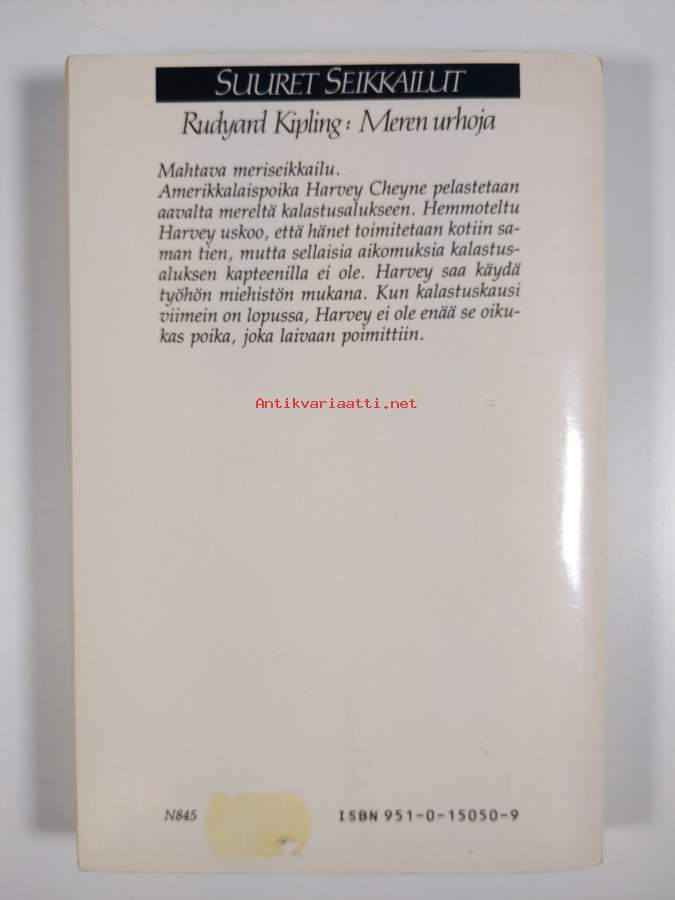 SUURET SEIKKAILUT
Rudyard Kipling: Meren urhoja
Mahtava meriseikkailu.
Amerikkalaispoika Harvey Cheyne pelastetaan
aavalta mereltä kalastusalukseen. Hemmoteltu
Harvey uskoo, että hänet toimitetaan kotiin sa-
man tien, mutta sellaisia aikomuksia kalastus-
aluksen kapteenilla ei ole. Harvey saa käydä
työhön miehistön mukana. Kun kalastuskausi
viimein on lopussa, Harvey ei ole enää se oiku-
kas poika, joka laivaan poimittiin.
Antikvariaatti.net
N845 ISBN 951-0-15050-9